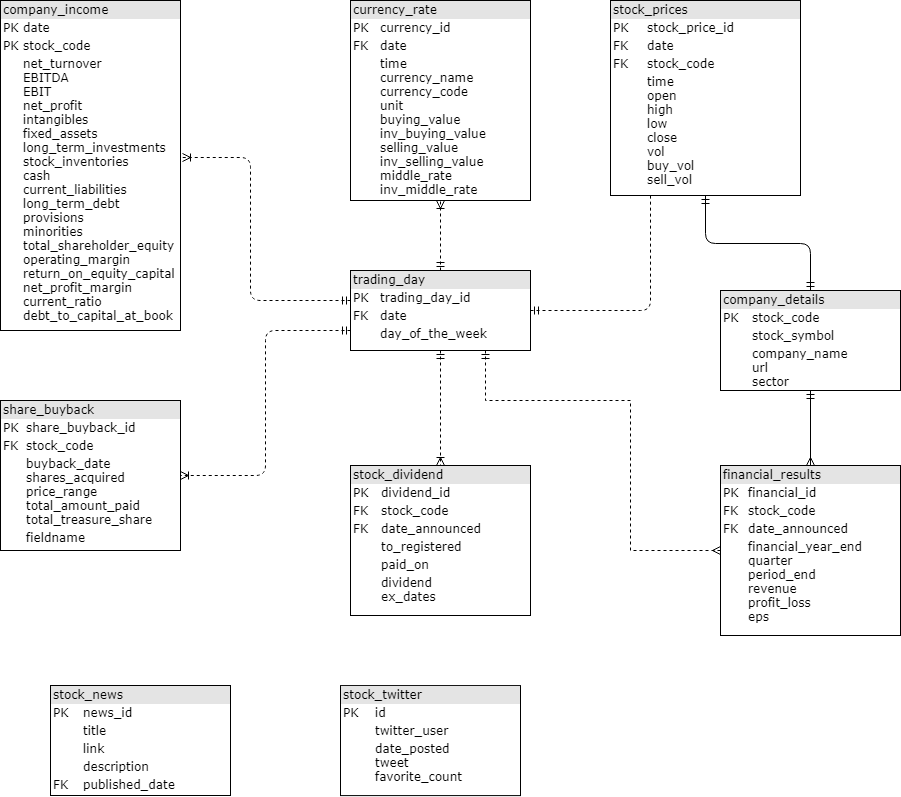 company_income
PK date
PK stock_code
net_turnover
EBITDA
EBIT
net_profit
intangibles
fixed_assets
long_term_investments
stock_inventories
cash
current_liabilities
long_term_debt
provisions
minorities
total_shareholder_equity
operating_margin
return_on_equity_capital
net_profit_margin
current_ratio
debt_to_capital_at_book
currency_rate
PK currency_id
FK date
time
currency_name
currency_code
unit
buying_value
inv_buying_value
selling_value
inv_selling_value
middle_rate
inv_middle_rate
stock_prices
PK stock_price_id
FK date
FK stock_code
time
open
high
low
close
vol
buy_vol
sell_vol
trading_day
PK trading_day_id
FK date
day_of_the_week
company_details
PK stock_code
stock_symbol
company_name
url
sector
share_buyback
PK share_buyback_id
FK stock_code
buyback_date
shares_acquired
price_range
total_amount_paid
total_treasure_share
fieldname
stock_dividend
PK dividend_id
FK stock_code
FK date_announced
to_registered
paid_on
dividend
ex_dates
financial_results
PK financial_id
FK stock_code
FK date_announced
financial_year_end
quarter
period_end
revenue
profit_loss
eps
stock_news
PK news_id
title
link
description
FK published_date
stock_twitter
PK id
twitter_user
date_posted
tweet
favorite_count